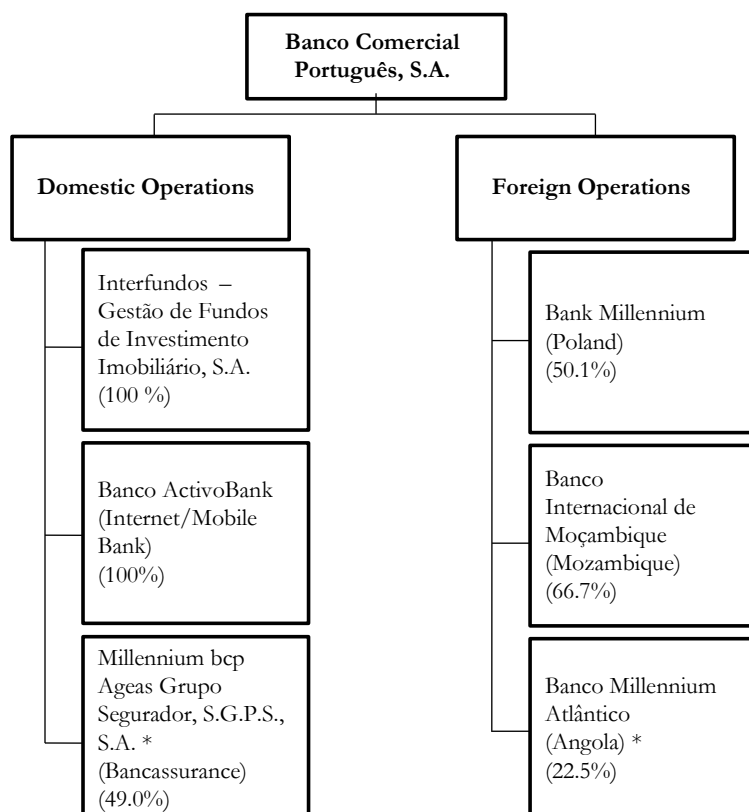 Banco Comercial
Português, S.A.
Domestic Operations
Interfundos –
Gestão de Fundos
de Investimento
Imobiliário, S.A.
(100 %)
Banco ActivoBank
(Internet/Mobile
Bank)
(100%)
Millennium bcp
Ageas Grupo
Segurador, S.G.P.S.,
S.A. *
(Bancassurance)
(49.0%)
Foreign Operations
Bank Millennium
(Poland)
(50.1%)
Banco
Internacional de
Moçambique
(Mozambique)
(66.7%)
Banco Millennium
Atlântico
(Angola) *
(22.5%)